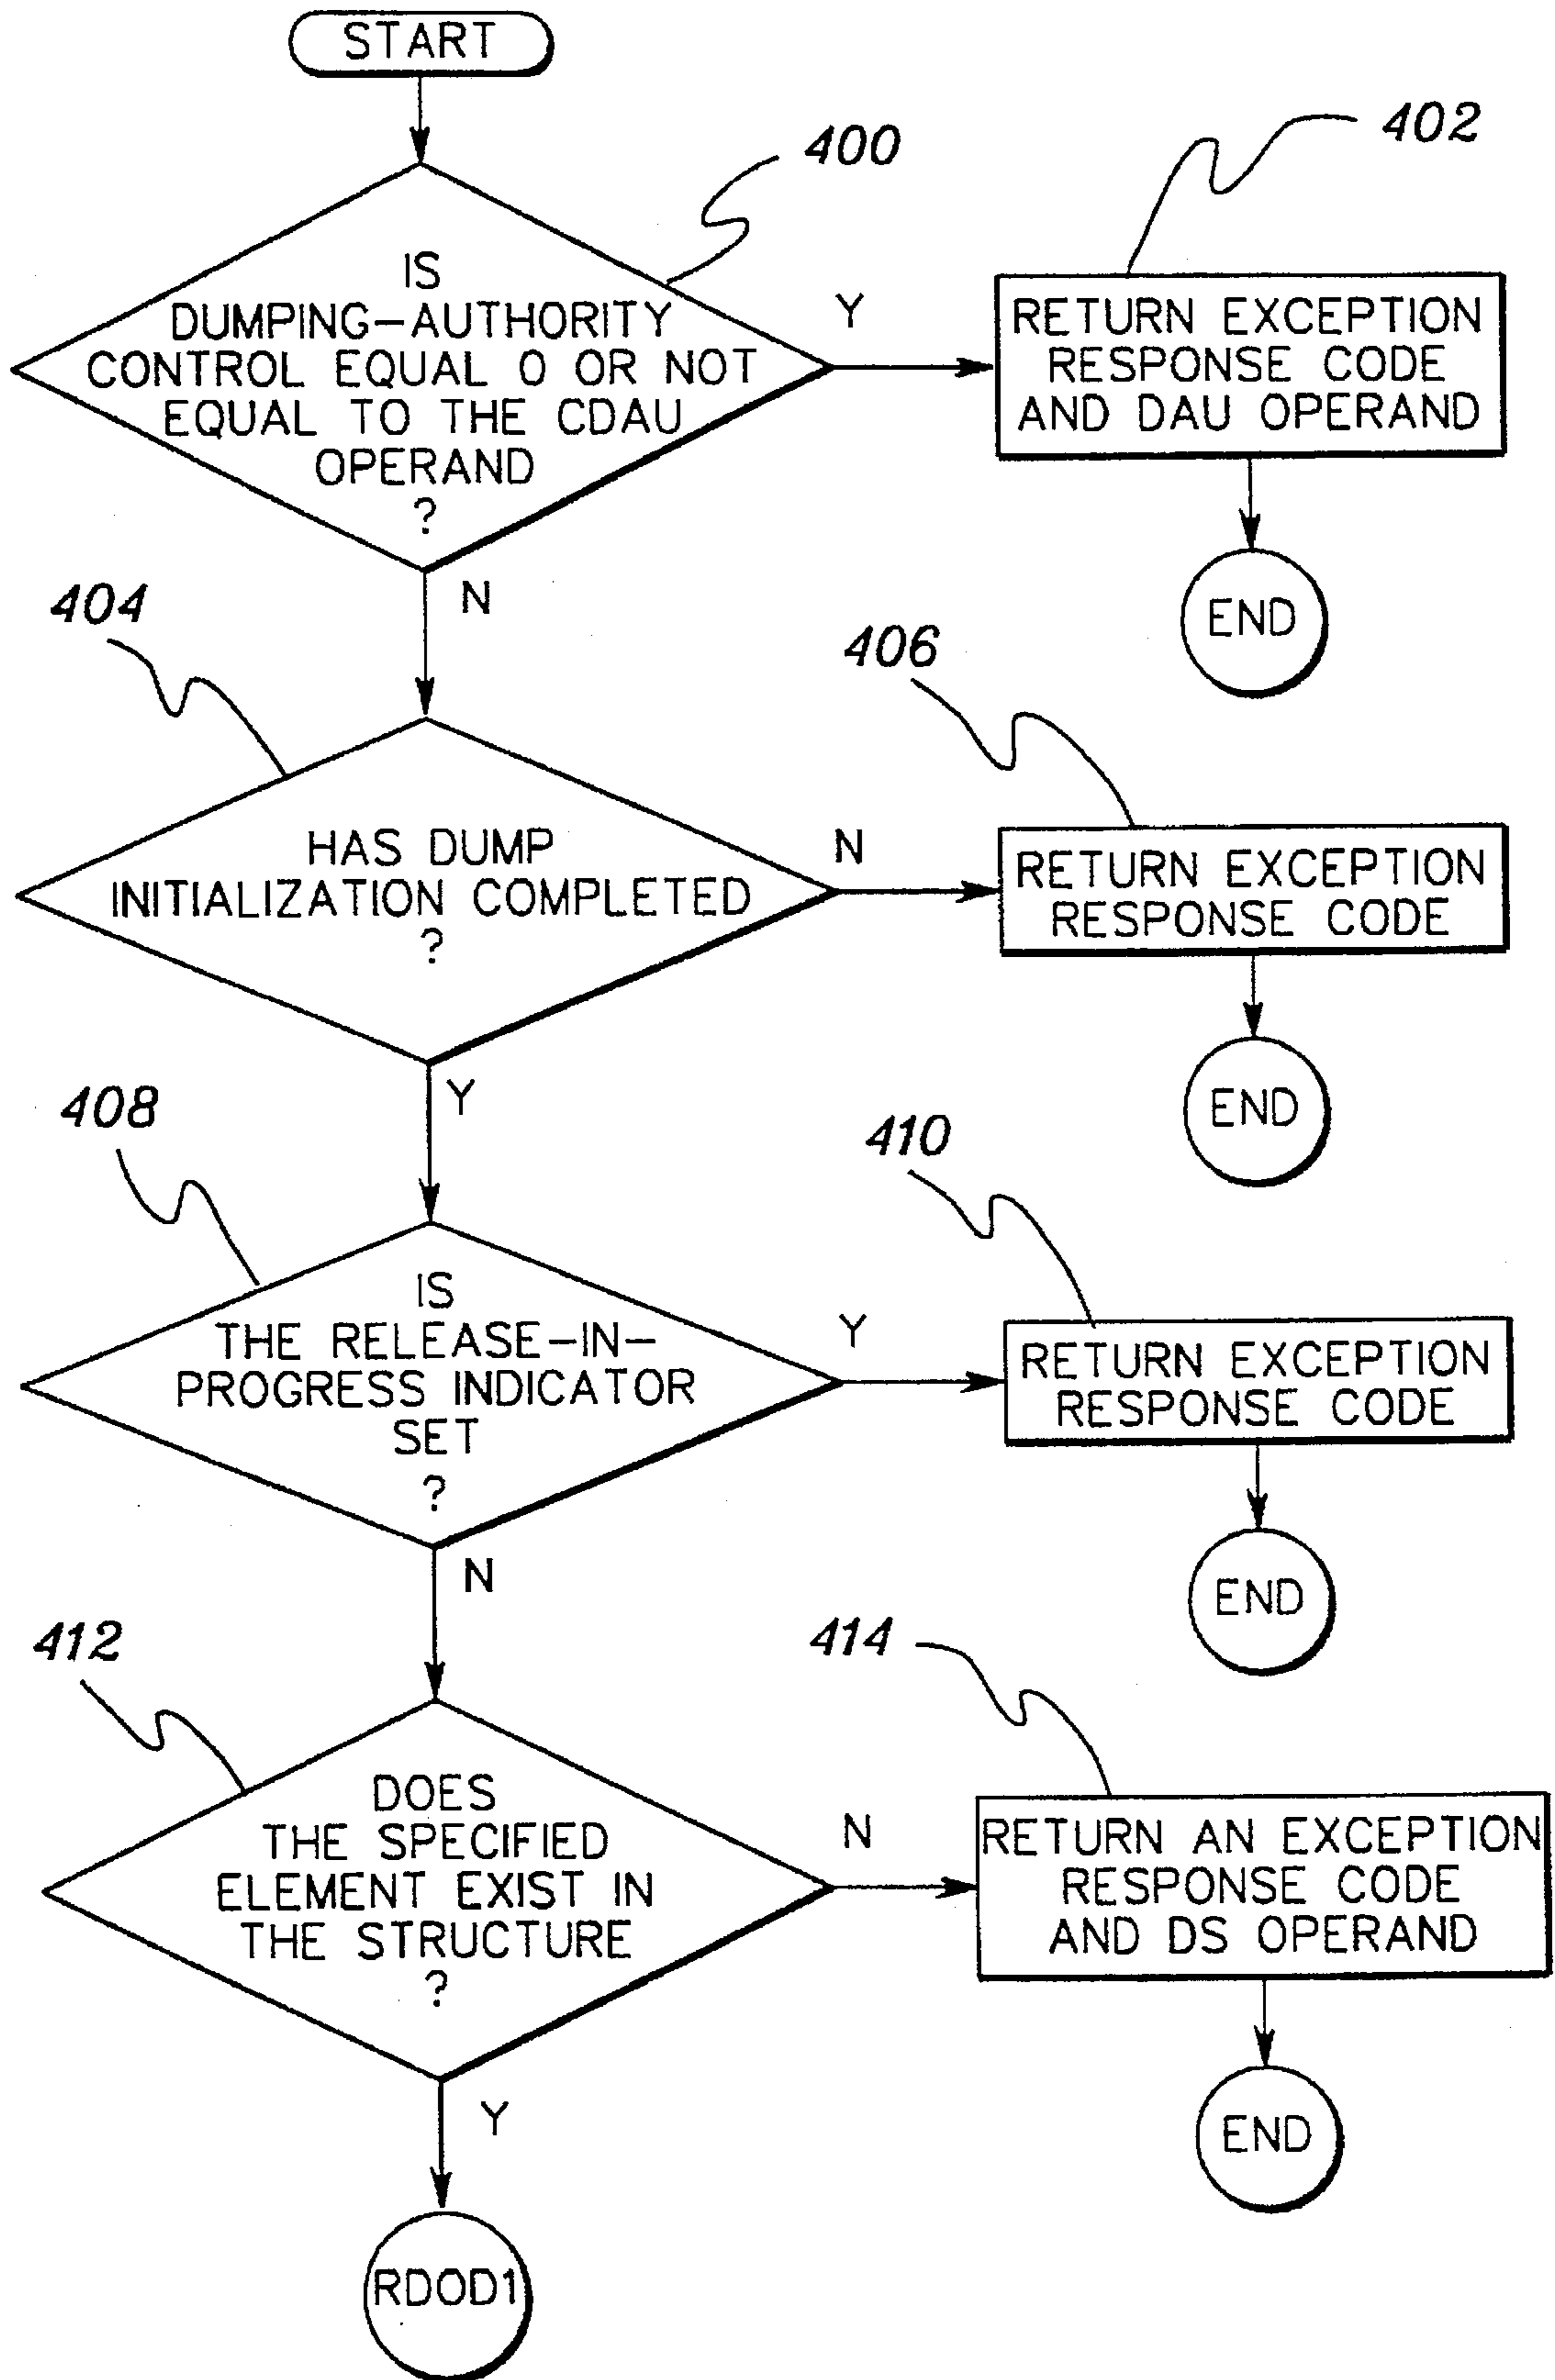 START
400
402
IS
DUMPING-AUTHORITY
CONTROL EQUAL 0 OR NOT
EQUAL TO THE CDAU
OPERAND
?
Y
RETURN EXCEPTION
RESPONSE CODE
AND DAU OPERAND
END
N
404
406
HAS DUMP
INITIALIZATION COMPLETED
?
N
RETURN EXCEPTION
RESPONSE CODE
END
Y
408
410
IS
THE RELEASE-IN-
PROGRESS INDICATOR
SET
?
Y
RETURN EXCEPTION
RESPONSE CODE
END
N
412
414
DOES
THE SPECIFIED
ELEMENT EXIST IN
THE STRUCTURE
?
N
RETURN AN EXCEPTION
RESPONSE CODE
AND DS OPERAND
END
Y
RDOD1